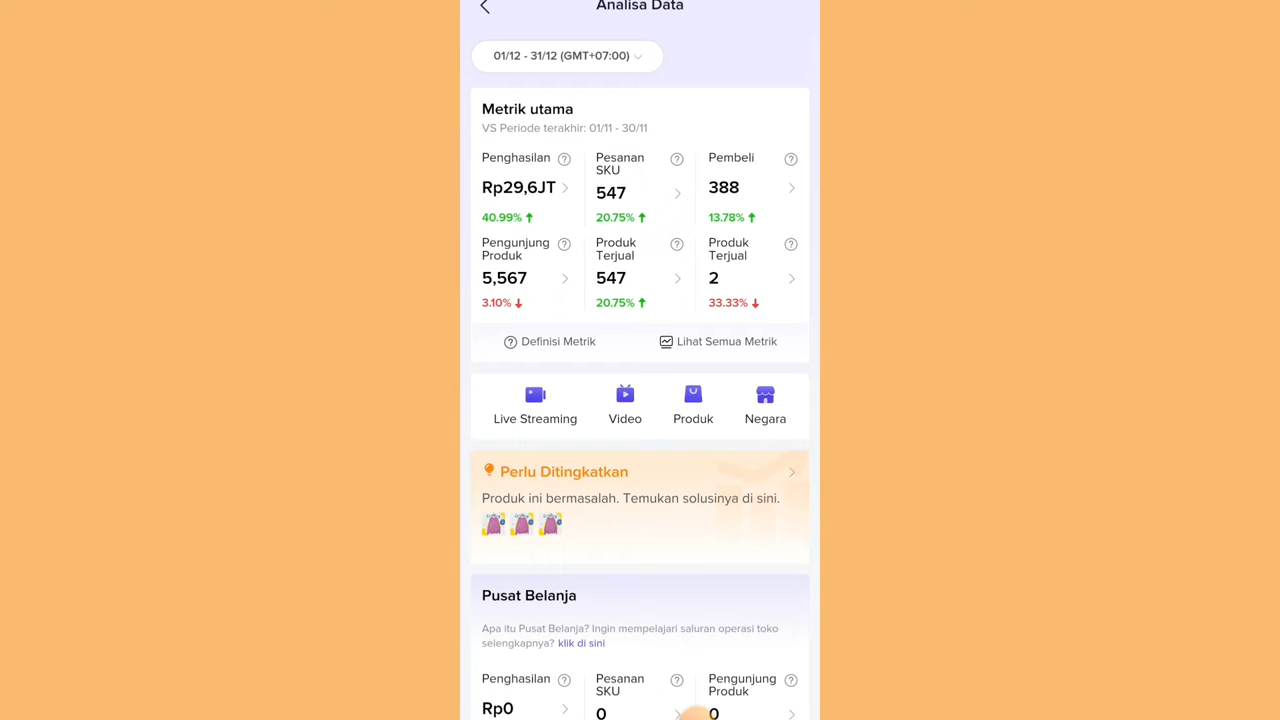 Analisa Data
01/12 - 31/12 (GMT+07:00)
Metrik utama
VS Periode terakhir: 01/11 - 30/11
Penghasilan
Rp29,6JT
40.99%
Pesanan
SKU
547
20.75%
Pembeli
388
13.78%
Pengunjung
Produk
5,567
3.10%
Produk
Terjual
547
20.75%
Produk
Terjual
2
33.33%
Definisi Metrik
Lihat Semua Metrik
Live Streaming
Video
Produk
Negara
Perlu Ditingkatkan
Produk ini bermasalah. Temukan solusinya di sini.
Pusat Belanja
Apa itu Pusat Belanja? Ingin mempelajari saluran operasi toko
selengkapnya? klik di sini
Penghasilan
Rp0
Pesanan
SKU
0
Pengunjung
Produk
0